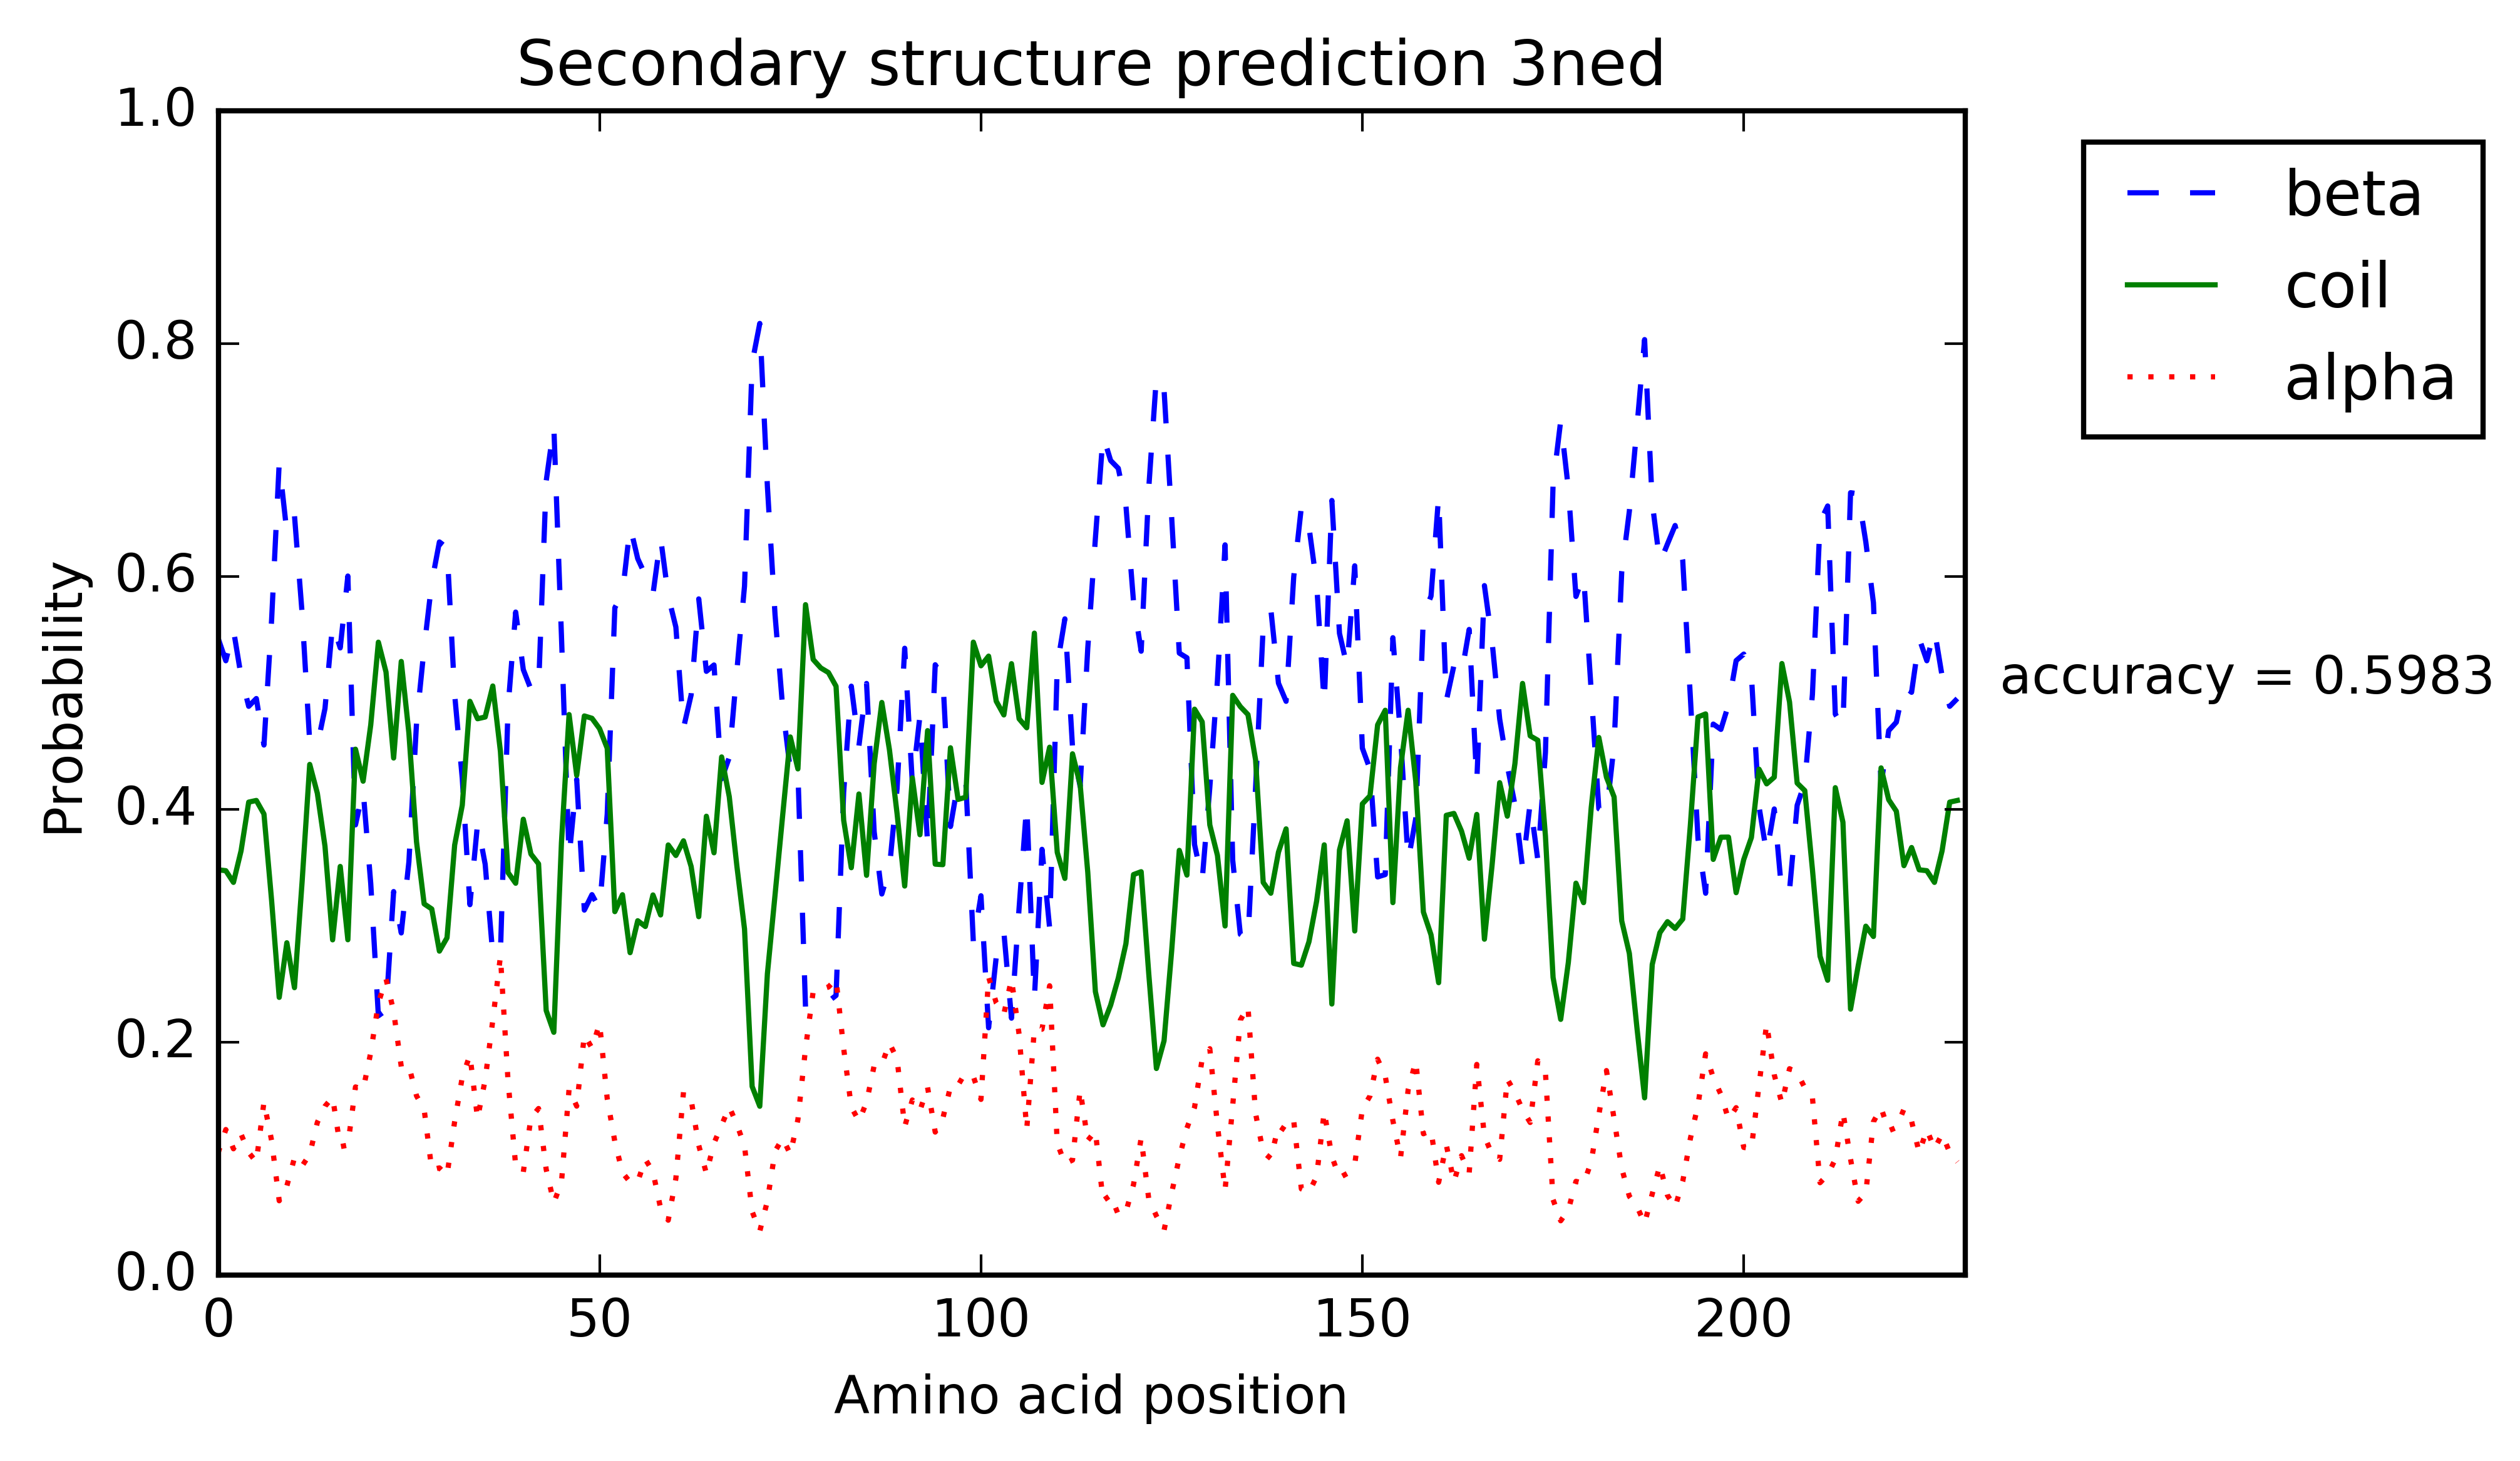 Secondary structure prediction 3ned
1.0
0.8
0.6
0.4
0.2
0.0
Probability
0 50 100 150 200
Amino acid position
beta
coil
alpha
accuracy = 0.5983